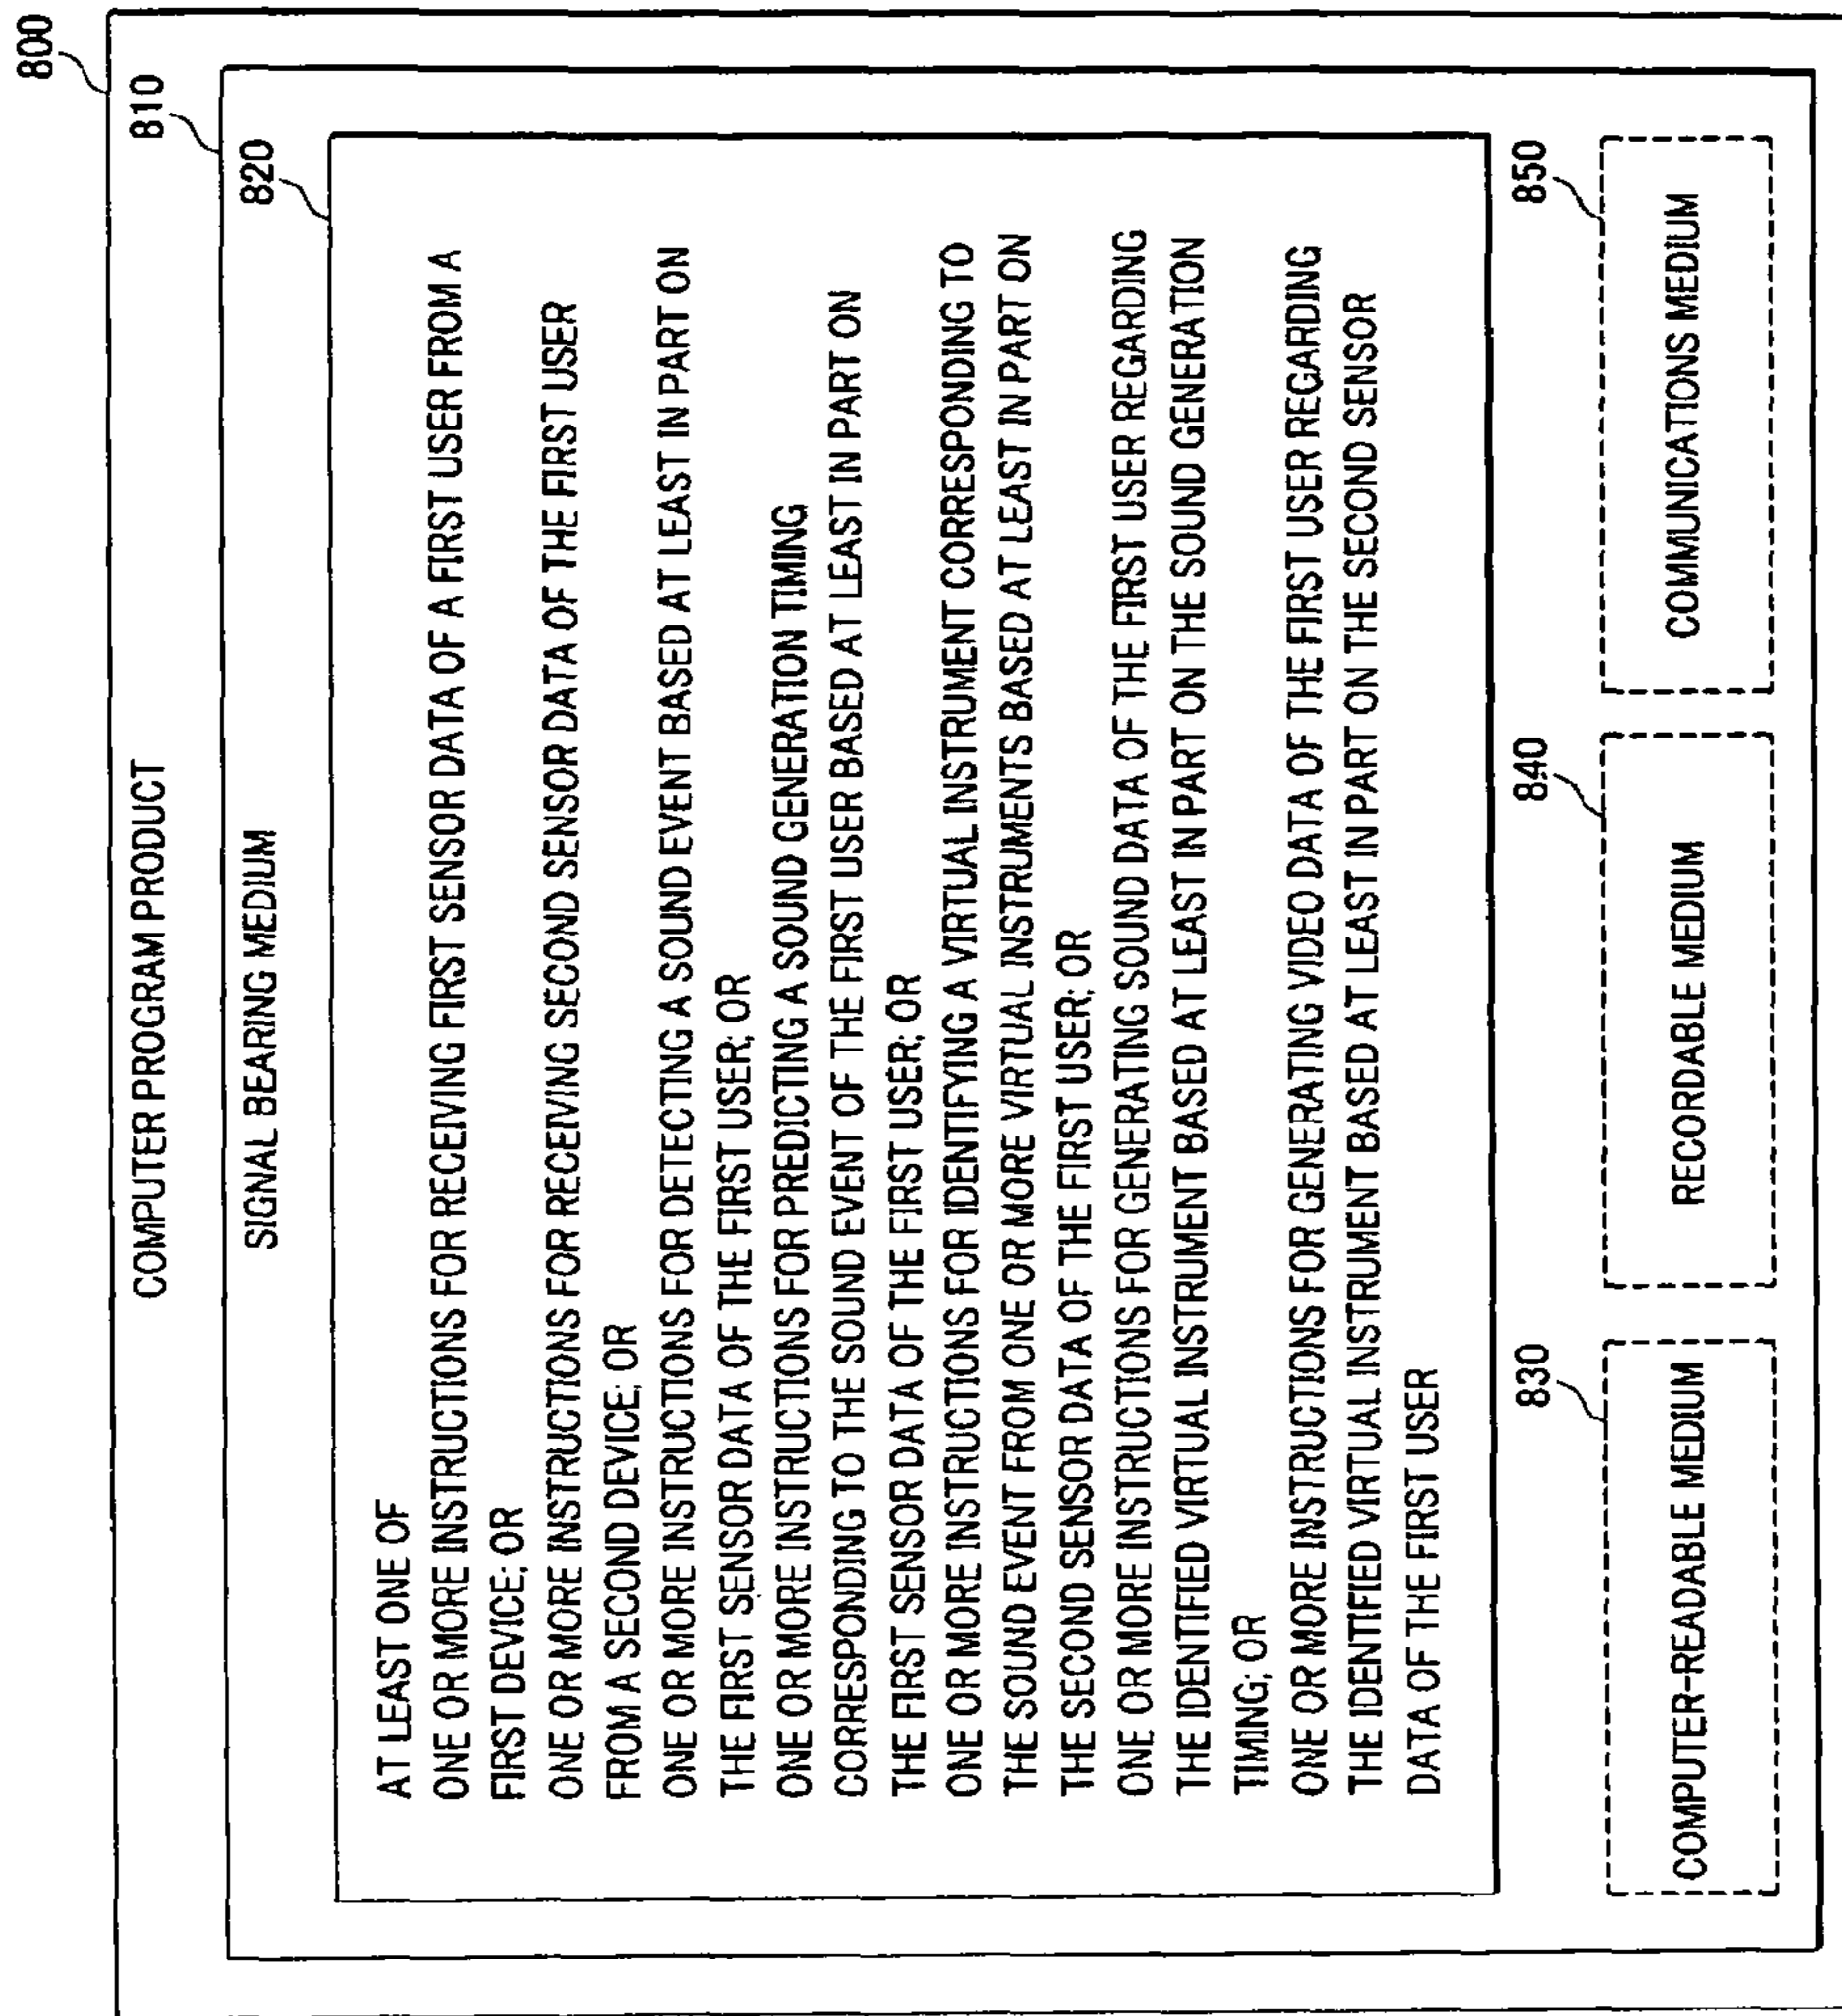 800
COMPUTER PROGRAM PRODUCT
810
SIGNAL BEARING MEDIUM
820
AT LEAST ONE OF
ONE OR MORE INSTRUCTIONS FOR RECEIVING FIRST SENSOR DATA OF A FIRST USER FROM A
FIRST DEVICE; OR
ONE OR MORE INSTRUCTIONS FOR RECEIVING SECOND SENSOR DATA OF THE FIRST USER
FROM A SECOND DEVICE; OR
ONE OR MORE INSTRUCTIONS FOR DETECTING A SOUND EVENT BASED AT LEAST IN PART ON
THE FIRST SENSOR DATA OF THE FIRST USER; OR
ONE OR MORE INSTRUCTIONS FOR PREDICTING A SOUND GENERATION TIMING
CORRESPONDING TO THE SOUND EVENT OF THE FIRST USER BASED AT LEAST IN PART ON
THE FIRST SENSOR DATA OF THE FIRST USER; OR
ONE OR MORE INSTRUCTIONS FOR IDENTIFYING A VIRTUAL INSTRUMENT CORRESPONDING TO
THE SOUND EVENT FROM ONE OR MORE VIRTUAL INSTRUMENTS BASED AT LEAST IN PART ON
THE SECOND SENSOR DATA OF THE FIRST USER; OR
ONE OR MORE INSTRUCTIONS FOR GENERATING SOUND DATA OF THE FIRST USER REGARDING
THE IDENTIFIED VIRTUAL INSTRUMENT BASED AT LEAST IN PART ON THE SOUND GENERATION
TIMING; OR
ONE OR MORE INSTRUCTIONS FOR GENERATING VIDEO DATA OF THE FIRST USER REGARDING
THE IDENTIFIED VIRTUAL INSTRUMENT BASED AT LEAST IN PART ON THE SECOND SENSOR
DATA OF THE FIRST USER
830
COMPUTER-READABLE MEDIUM
840
RECORDABLE MEDIUM
850
COMMUNICATIONS MEDIUM